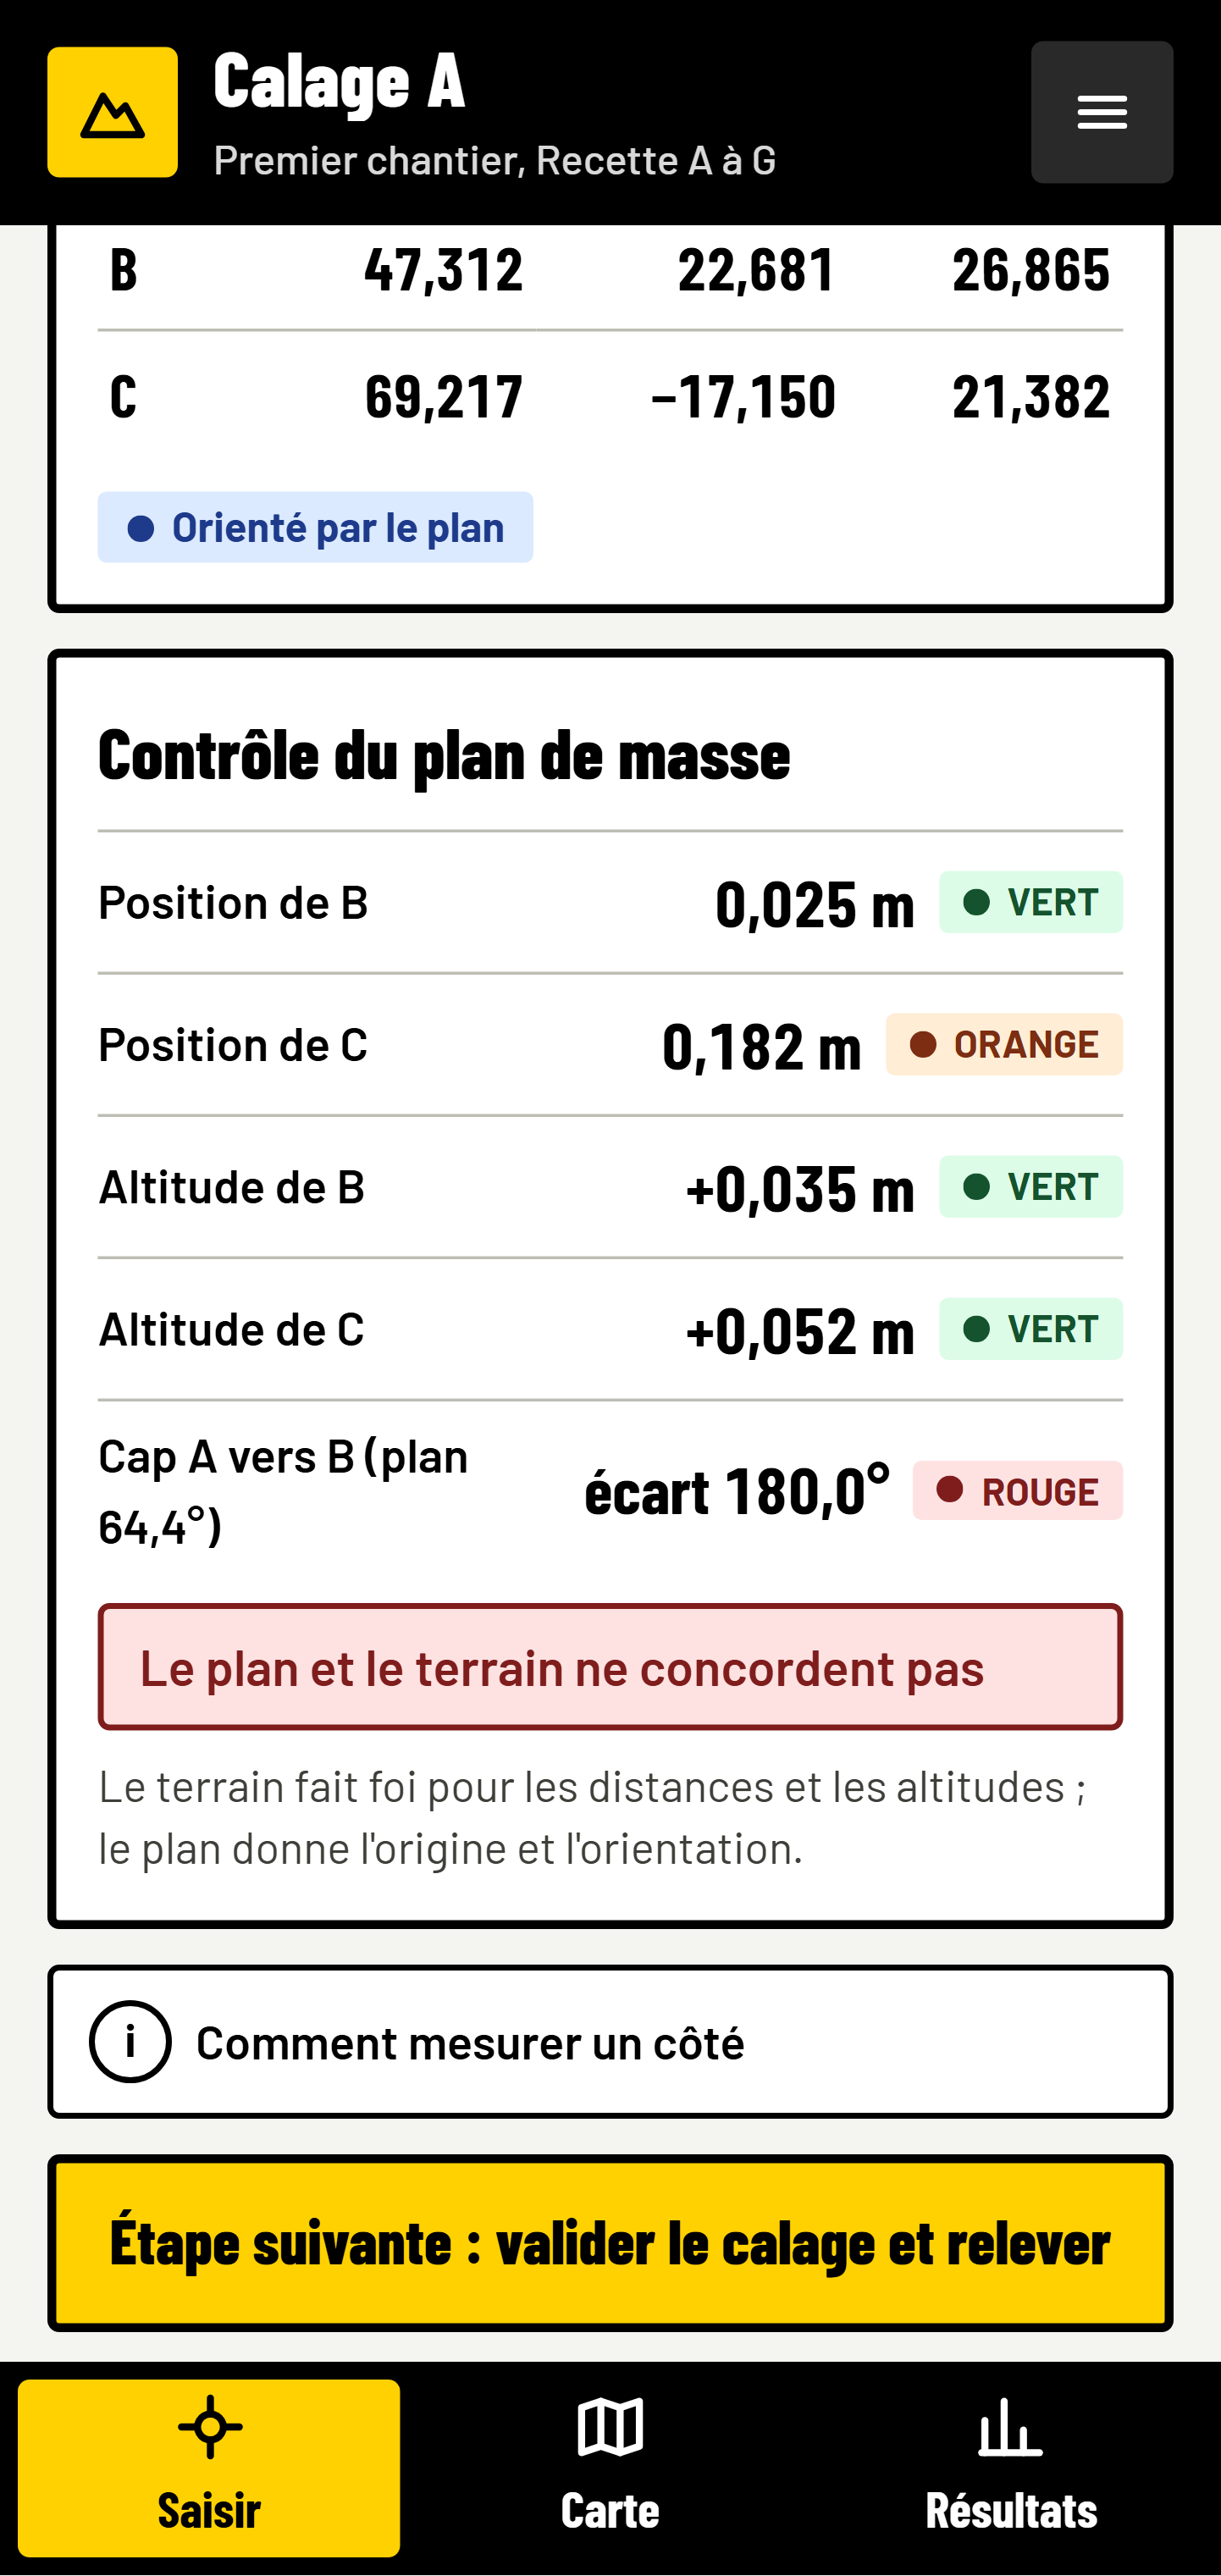 Calage A
Premier chantier, Recette A à G
B 47,312 22,681 26,865
C 69,217 −17,150 21,382
Orienté par le plan
Contrôle du plan de masse
Position de B 0,025 m VERT
Position de C 0,182 m ORANGE
Altitude de B +0,035 m VERT
Altitude de C +0,052 m VERT
Cap A vers B (plan
64,4°) écart 180,0° ROUGE
Le plan et le terrain ne concordent pas
Le terrain fait foi pour les distances et les altitudes ;
le plan donne l'origine et l'orientation.
i Comment mesurer un côté
Étape suivante : valider le calage et relever
Saisir Carte Résultats